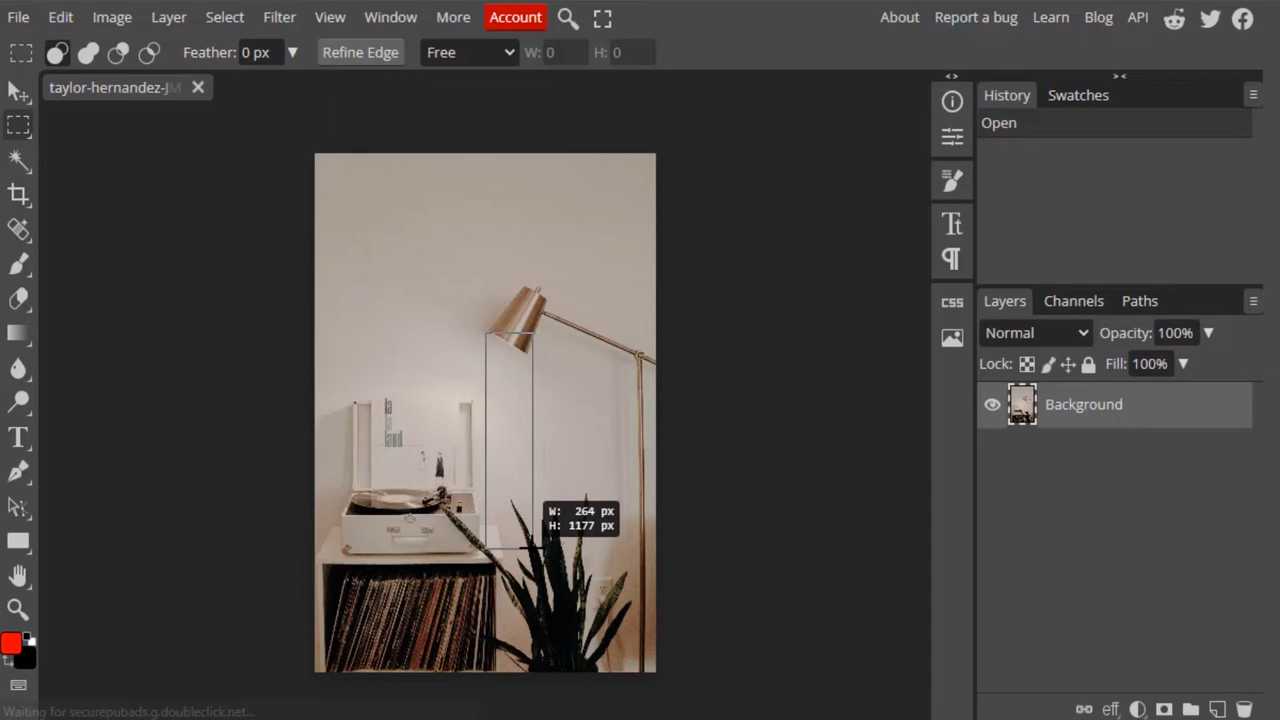 File Edit Image Layer Select Filter View Window More Account About Report a bug Learn Blog API
Feather: 0 px Refine Edge Free W: 0 H: 0
taylor-hernandez-JM
History Swatches
Open
Tt
¶
CSS
Layers Channels Paths
Normal Opacity: 100%
Lock: Fill: 100%
Background
W: 264 px
H: 1177 px
T
eff
Waiting for securepubads.g.doubleclick.net...